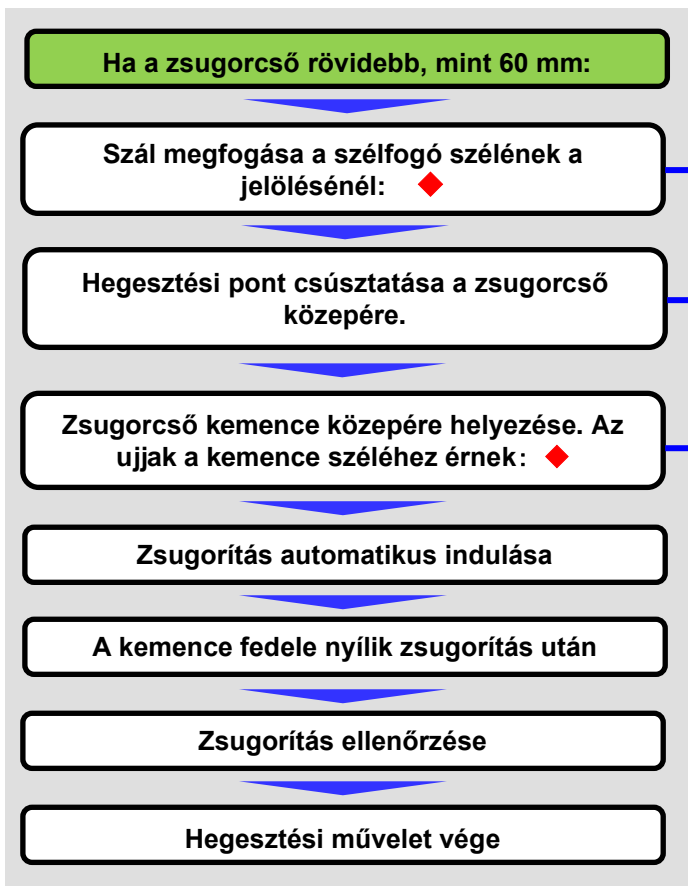 Ha a zsugorcső rövidebb, mint 60 mm:
Szál megfogása a szélfogó szélének a
jelölésénél:
Hegesztési pont csúsztatása a zsugorcső
közepére.
Zsugorcső kemence közepére helyezése. Az
ujjak a kemence széléhez érnek:
Zsugorítás automatikus indulása
A kemence fedele nyílik zsugorítás után
Zsugorítás ellenőrzése
Hegesztési művelet vége